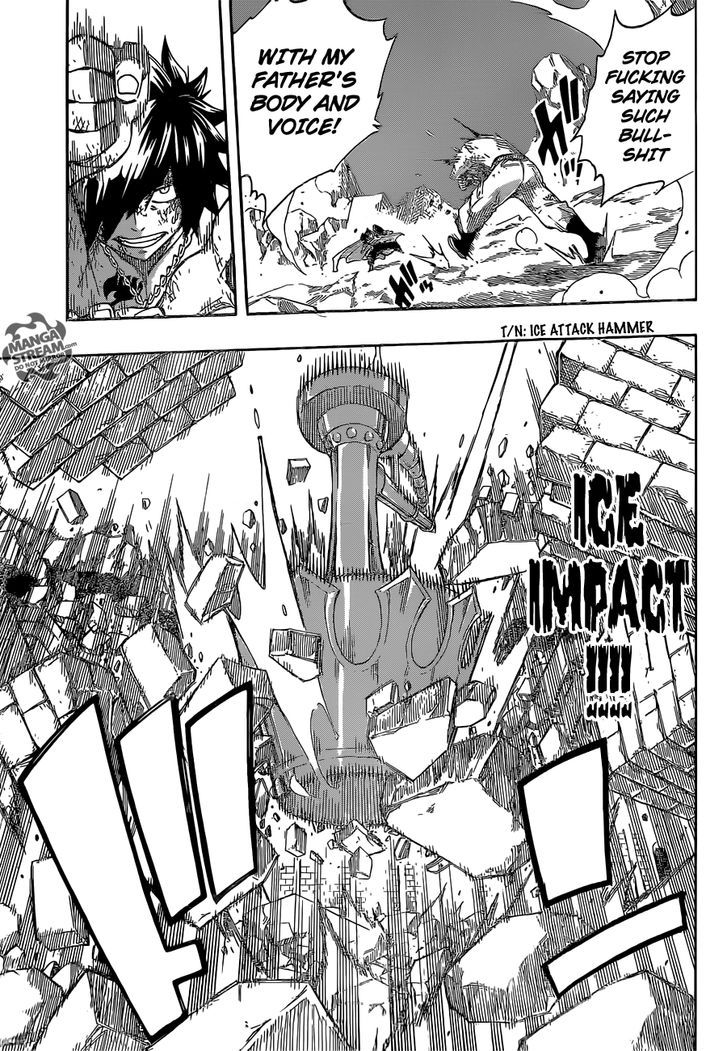 STOP
FUCKING
SAYING
SUCH
BULL-
SHIT
WITH MY
FATHER'S
BODY AND
VOICE!
T/N: ICE ATTACK HAMMER
MANGA
STREAM.com
ICE
IMPACT
!!!!